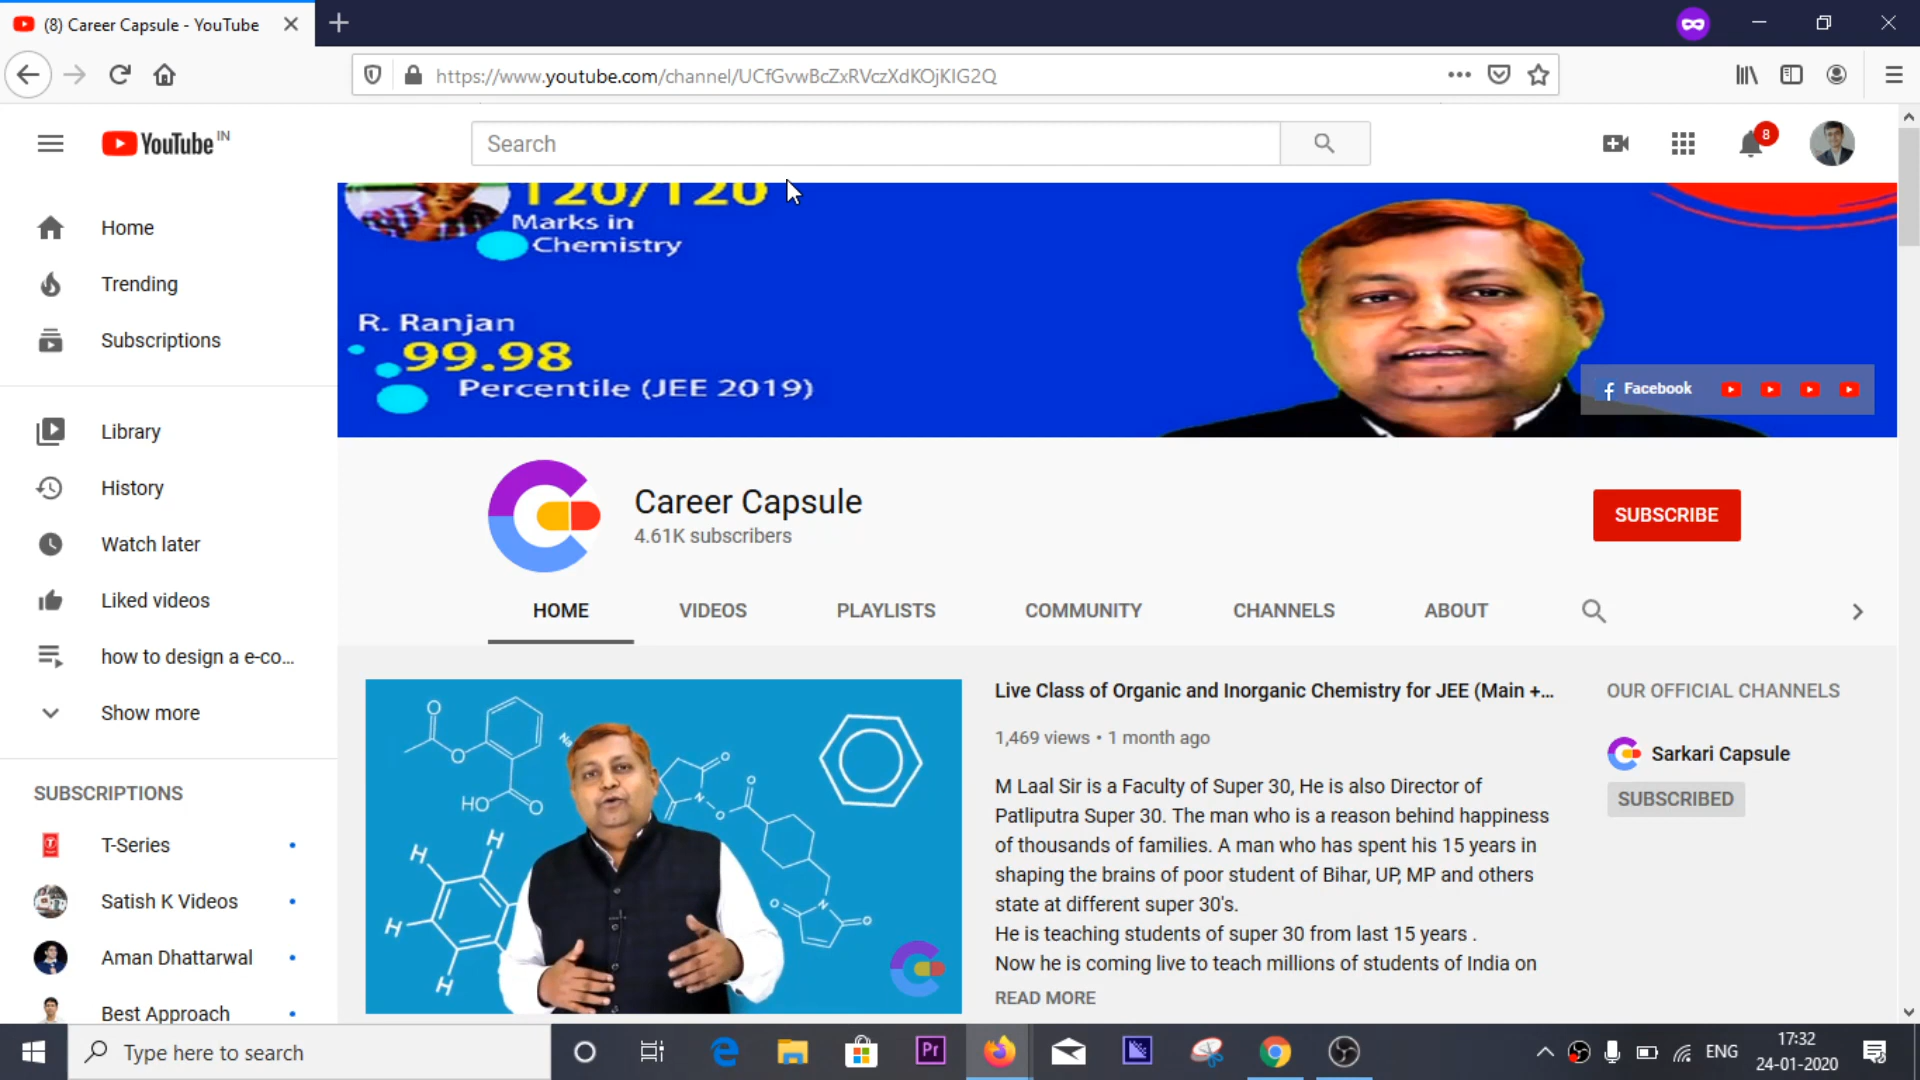 (8) Career Capsule - YouTube
https://www.youtube.com/channel/UCfGvwBcZxRVczXdKOjKIG2Q
YouTube IN
Search
8
Home
Trending
Subscriptions
Library
History
Watch later
Liked videos
how to design a e-co...
Show more
SUBSCRIPTIONS
T-Series
Satish K Videos
Aman Dhattarwal
Best Approach
120/120
Marks in
Chemistry
R. Ranjan
99.98
Percentile (JEE 2019)
Facebook
Career Capsule
4.61K subscribers
SUBSCRIBE
HOME VIDEOS PLAYLISTS COMMUNITY CHANNELS ABOUT
O
O
HO
O
Na
N
O
O
O
N
O
H
H
H
H
Live Class of Organic and Inorganic Chemistry for JEE (Main +...
1,469 views • 1 month ago
M Laal Sir is a Faculty of Super 30, He is also Director of
Patliputra Super 30. The man who is a reason behind happiness
of thousands of families. A man who has spent his 15 years in
shaping the brains of poor student of Bihar, UP, MP and others
state at different super 30's.
He is teaching students of super 30 from last 15 years .
Now he is coming live to teach millions of students of India on
READ MORE
OUR OFFICIAL CHANNELS
Sarkari Capsule
SUBSCRIBED
Type here to search
Pr
ENG
17:32
24-01-2020